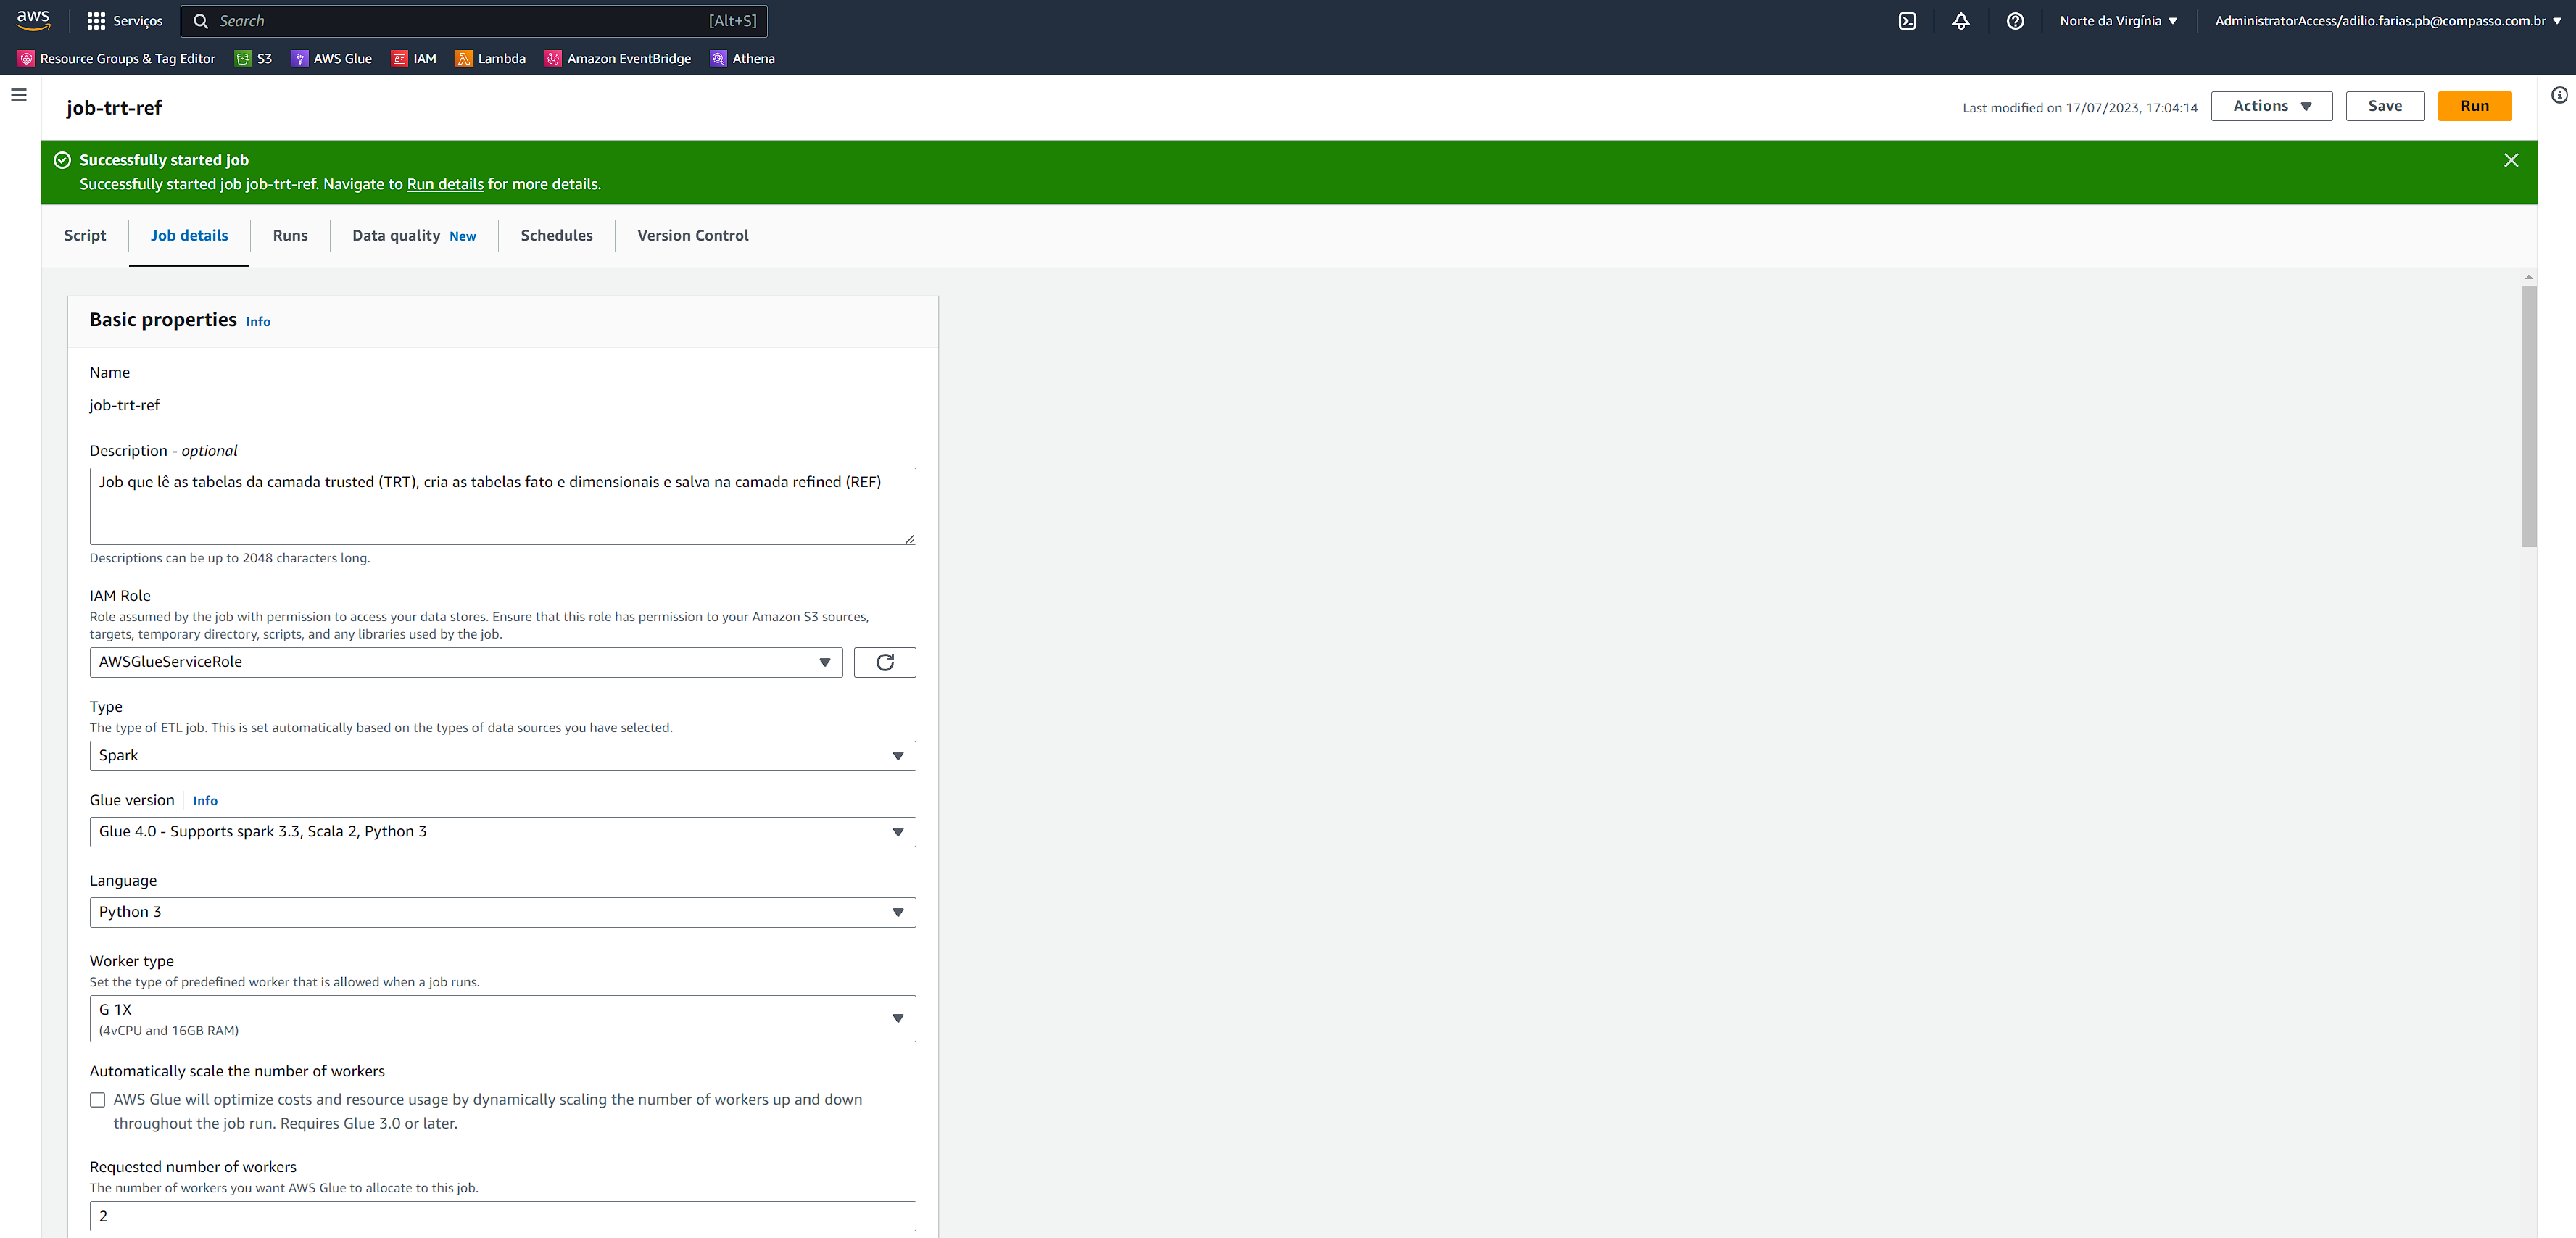 aws
Serviços
Search
[Alt+S]
Norte da Virgínia
AdministratorAccess/adilio.farias.pb@compasso.com.br
Resource Groups & Tag Editor
S3
AWS Glue
IAM
Lambda
Amazon EventBridge
Athena
job-trt-ref
Last modified on 17/07/2023, 17:04:14
Actions
Save
Run
Successfully started job
Successfully started job job-trt-ref. Navigate to Run details for more details.
Script
Job details
Runs
Data quality New
Schedules
Version Control
Basic properties Info
Name
job-trt-ref
Description - optional
Job que lê as tabelas da camada trusted (TRT), cria as tabelas fato e dimensionais e salva na camada refined (REF)
Descriptions can be up to 2048 characters long.
IAM Role
Role assumed by the job with permission to access your data stores. Ensure that this role has permission to your Amazon S3 sources,
targets, temporary directory, scripts, and any libraries used by the job.
AWSGlueServiceRole
Type
The type of ETL job. This is set automatically based on the types of data sources you have selected.
Spark
Glue version Info
Glue 4.0 - Supports spark 3.3, Scala 2, Python 3
Language
Python 3
Worker type
Set the type of predefined worker that is allowed when a job runs.
G 1X
(4vCPU and 16GB RAM)
Automatically scale the number of workers
AWS Glue will optimize costs and resource usage by dynamically scaling the number of workers up and down
throughout the job run. Requires Glue 3.0 or later.
Requested number of workers
The number of workers you want AWS Glue to allocate to this job.
2